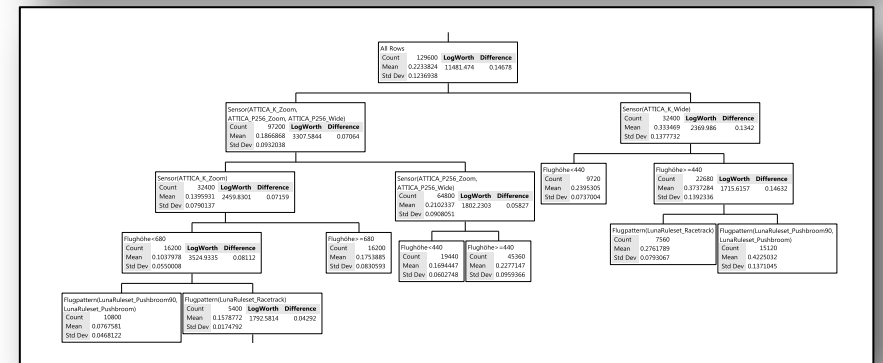 All Rows
Count 129600 LogWorth Difference
Mean 0.2233824 11481.474 0.14678
Std Dev 0.1236938
Sensor(ATTICA_K_Zoom,
ATTICA_P256_Zoom, ATTICA_P256_Wide)
Count 97200 LogWorth Difference
Mean 0.1866868 3307.5844 0.07064
Std Dev 0.0932038
Sensor(ATTICA_K_Wide)
Count 32400 LogWorth Difference
Mean 0.333469 2369.986 0.1342
Std Dev 0.1377732
Sensor(ATTICA_K_Zoom)
Count 32400 LogWorth Difference
Mean 0.1395931 2459.8301 0.07159
Std Dev 0.0790137
Sensor(ATTICA_P256_Zoom,
ATTICA_P256_Wide)
Count 64800 LogWorth Difference
Mean 0.2102337 1802.2303 0.05827
Std Dev 0.0908051
Flughöhe<440
Count 9720
Mean 0.2395305
Std Dev 0.0737004
Flughöhe>=440
Count 22680 LogWorth Difference
Mean 0.3737284 1715.6157 0.14632
Std Dev 0.1392336
Flughöhe<680
Count 16200 LogWorth Difference
Mean 0.1037978 3524.9335 0.08112
Std Dev 0.0550008
Flughöhe>=680
Count 16200
Mean 0.1753885
Std Dev 0.0830593
Flughöhe<440
Count 19440
Mean 0.1694447
Std Dev 0.0602748
Flughöhe>=440
Count 45360
Mean 0.2277147
Std Dev 0.0959366
Flugpattern(LunaRuleset_Racetrack)
Count 7560
Mean 0.2761789
Std Dev 0.0793067
Flugpattern(LunaRuleset_Pushbroom90,
LunaRuleset_Pushbroom)
Count 15120
Mean 0.4225032
Std Dev 0.1371045
Flugpattern(LunaRuleset_Pushbroom90,
LunaRuleset_Pushbroom)
Count 10800
Mean 0.0767581
Std Dev 0.0468122
Flugpattern(LunaRuleset_Racetrack)
Count 5400 LogWorth Difference
Mean 0.1578772 1792.5814 0.04292
Std Dev 0.0174792